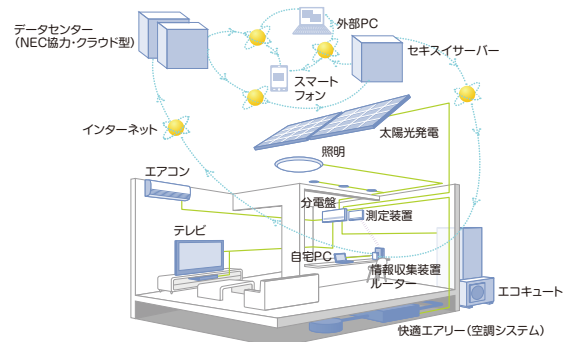 外部PC
データセンター
（NEC協力・クラウド型）
セキスイサーバー
スマート
フォン
インターネット
太陽光発電
照明
エアコン
分電盤
測定装置
テレビ
自宅PC
情報収集装置
ルーター
エコキュート
快適エアリー（空調システム）